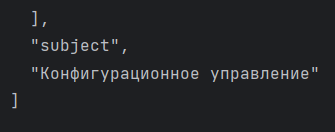 ],
"subject",
"Конфигурационное управление"
]